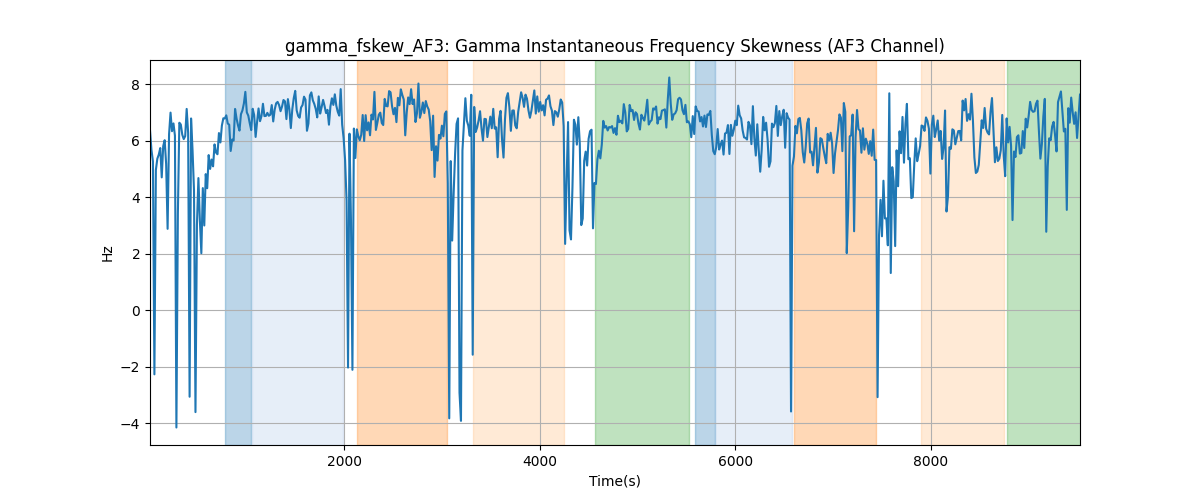 gamma_fskew_AF3: Gamma Instantaneous Frequency Skewness (AF3 Channel)
8
6
4
2
0
−2
−4
Hz
2000 4000 6000 8000
Time(s)